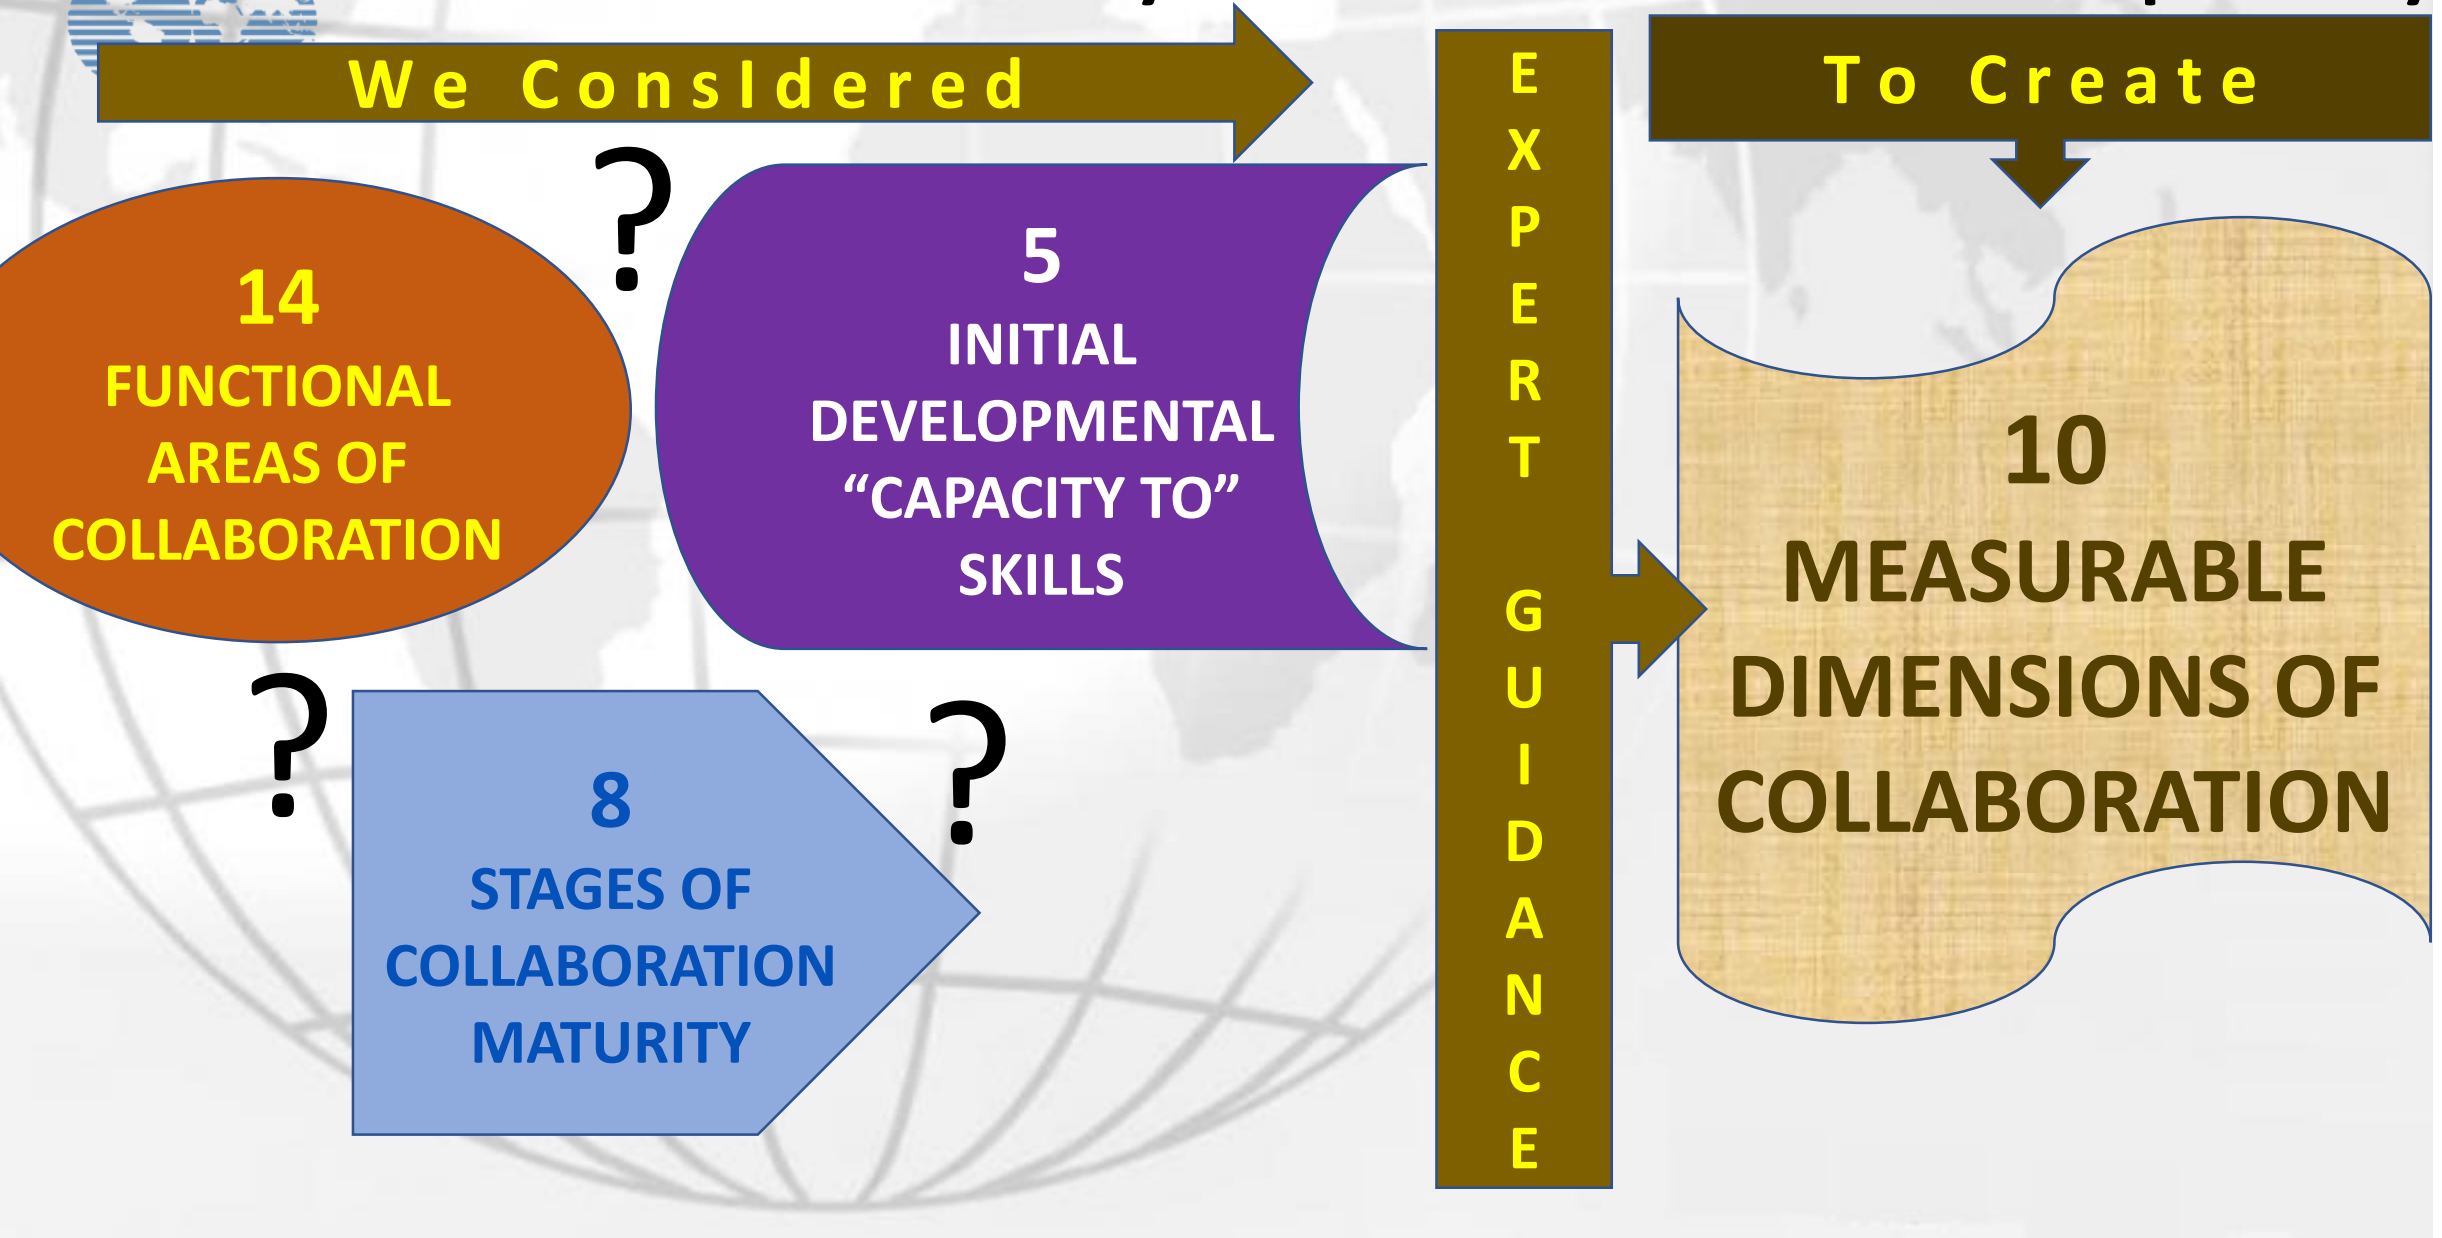 We ConsIdered
?
14
FUNCTIONAL
AREAS OF
COLLABORATION
5
INITIAL
DEVELOPMENTAL
“CAPACITY TO”
SKILLS
?
8
STAGES OF
COLLABORATION
MATURITY
?
E
X
P
E
R
T
G
U
I
D
A
N
C
E
To Create
10
MEASURABLE
DIMENSIONS OF
COLLABORATION